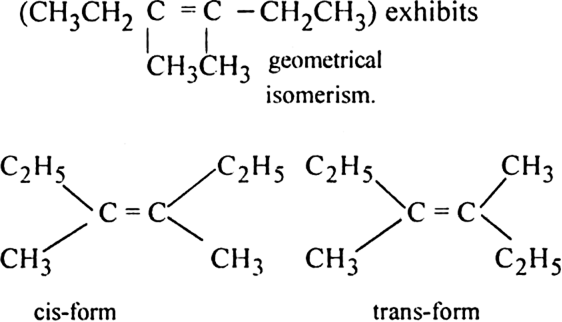 (CH₃CH₂ C = C – CH₂CH₃) exhibits
CH₃CH₃ geometrical
isomerism.
C₂H₅ C₂H₅ C₂H₅ CH₃
C = C C = C
CH₃ CH₃ CH₃ C₂H₅
cis-form trans-form